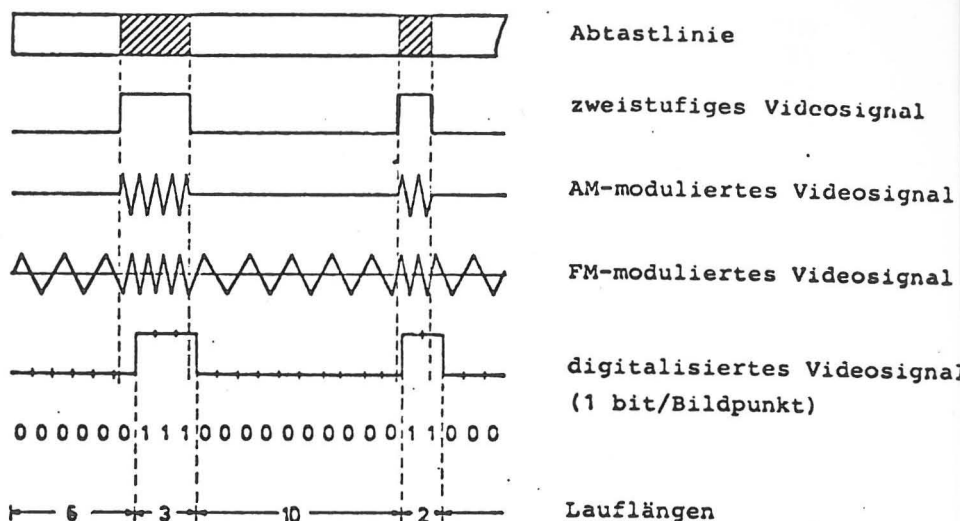 Abtastlinie
zweistufiges Videosignal
AM-moduliertes Videosignal
FM-moduliertes Videosignal
digitalisiertes Videosignal
(1 bit/Bildpunkt)
0 0 0 0 0 0 1 1 1 0 0 0 0 0 0 0 0 0 0 1 1 0 0 0
6 3 10 2 Lauflängen